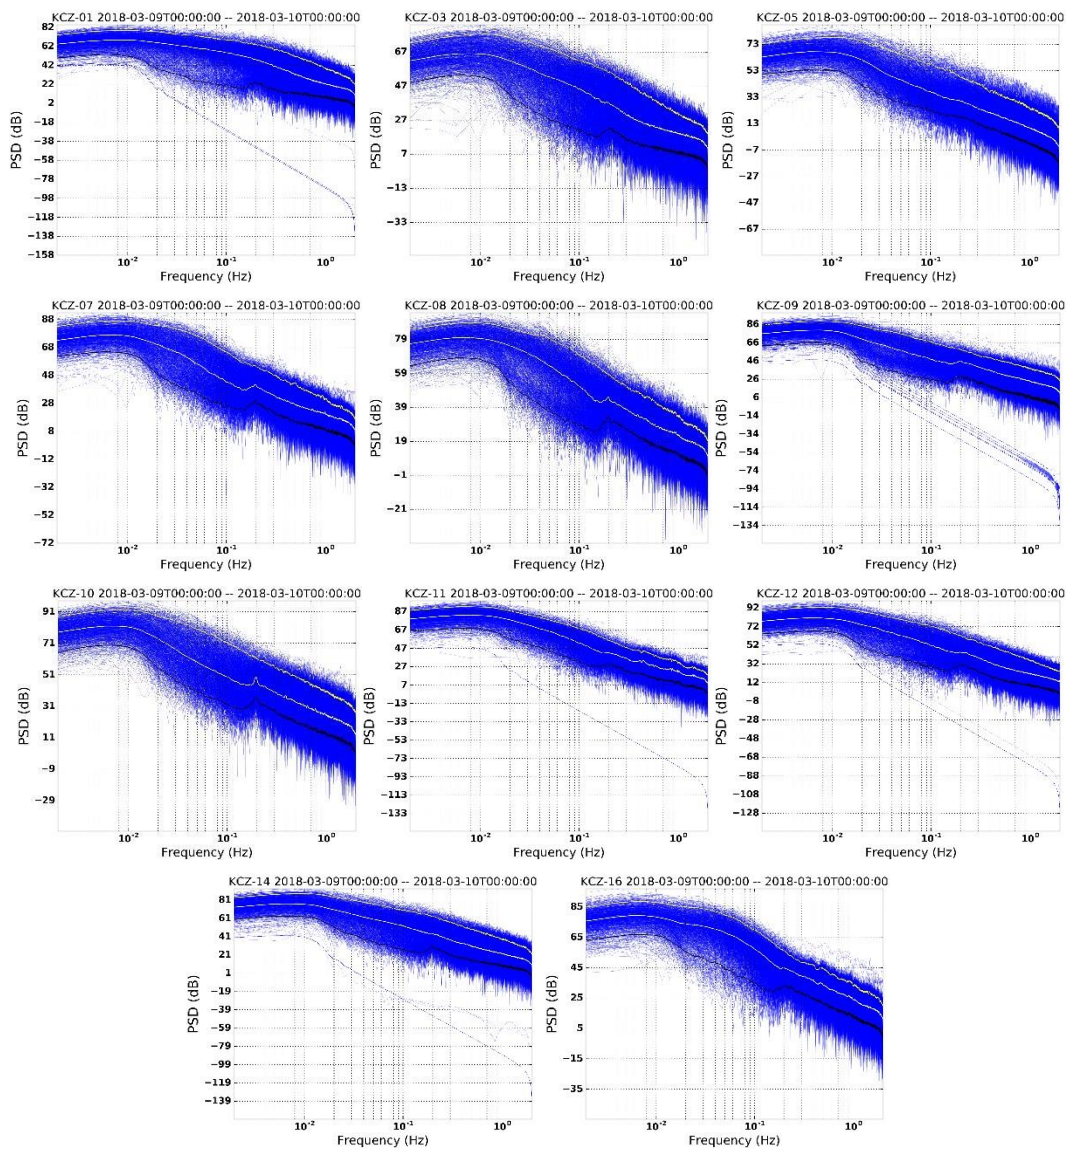 KCZ-01 2018-03-09T00:00:00 -- 2018-03-10T00:00:00
82
62
42
22
2
−18
−38
−58
−78
−98
−118
−138
−158
PSD (dB)
10⁻² 10⁻¹ 10⁰
Frequency (Hz)
KCZ-03 2018-03-09T00:00:00 -- 2018-03-10T00:00:00
67
47
27
7
−13
−33
PSD (dB)
10⁻² 10⁻¹ 10⁰
Frequency (Hz)
KCZ-05 2018-03-09T00:00:00 -- 2018-03-10T00:00:00
73
53
33
13
−7
−27
−47
−67
PSD (dB)
10⁻² 10⁻¹ 10⁰
Frequency (Hz)
KCZ-07 2018-03-09T00:00:00 -- 2018-03-10T00:00:00
88
68
48
28
8
−12
−32
−52
−72
PSD (dB)
10⁻² 10⁻¹ 10⁰
Frequency (Hz)
KCZ-08 2018-03-09T00:00:00 -- 2018-03-10T00:00:00
79
59
39
19
−1
−21
PSD (dB)
10⁻² 10⁻¹ 10⁰
Frequency (Hz)
KCZ-09 2018-03-09T00:00:00 -- 2018-03-10T00:00:00
86
66
46
26
6
−14
−34
−54
−74
−94
−114
−134
PSD (dB)
10⁻² 10⁻¹ 10⁰
Frequency (Hz)
KCZ-10 2018-03-09T00:00:00 -- 2018-03-10T00:00:00
91
71
51
31
11
−9
−29
PSD (dB)
10⁻² 10⁻¹ 10⁰
Frequency (Hz)
KCZ-11 2018-03-09T00:00:00 -- 2018-03-10T00:00:00
87
67
47
27
7
−13
−33
−53
−73
−93
−113
−133
PSD (dB)
10⁻² 10⁻¹ 10⁰
Frequency (Hz)
KCZ-12 2018-03-09T00:00:00 -- 2018-03-10T00:00:00
92
72
52
32
12
−8
−28
−48
−68
−88
−108
−128
PSD (dB)
10⁻² 10⁻¹ 10⁰
Frequency (Hz)
KCZ-14 2018-03-09T00:00:00 -- 2018-03-10T00:00:00
81
61
41
21
1
−19
−39
−59
−79
−99
−119
−139
PSD (dB)
10⁻² 10⁻¹ 10⁰
Frequency (Hz)
KCZ-16 2018-03-09T00:00:00 -- 2018-03-10T00:00:00
85
65
45
25
5
−15
−35
PSD (dB)
10⁻² 10⁻¹ 10⁰
Frequency (Hz)